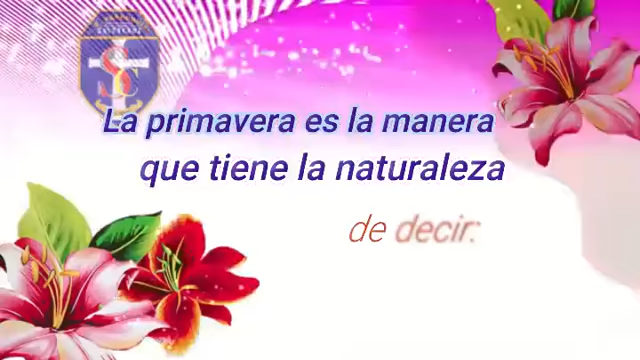 La primavera es la manera
que tiene la naturaleza
de decir: